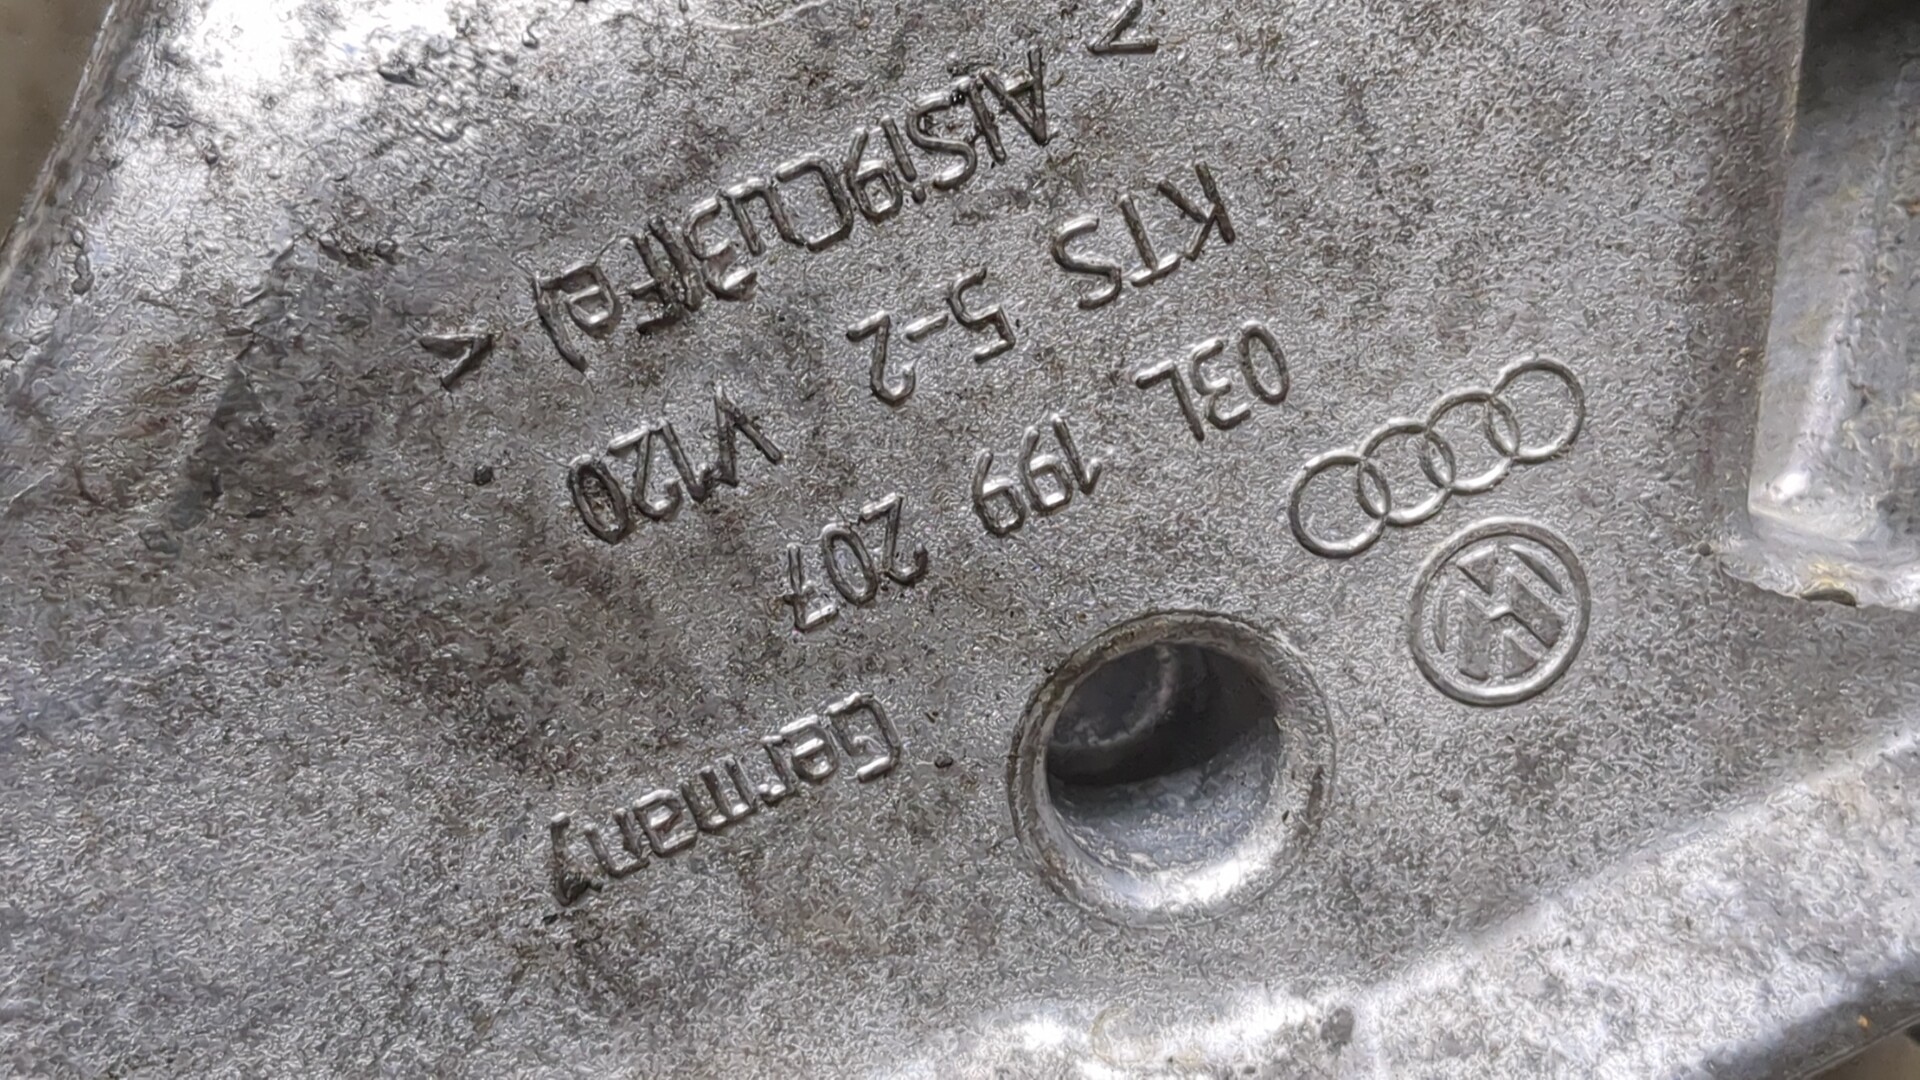 >AlSi9Cu3(Fe)<
KTS 5-2 V120
03L 199 207
Germany